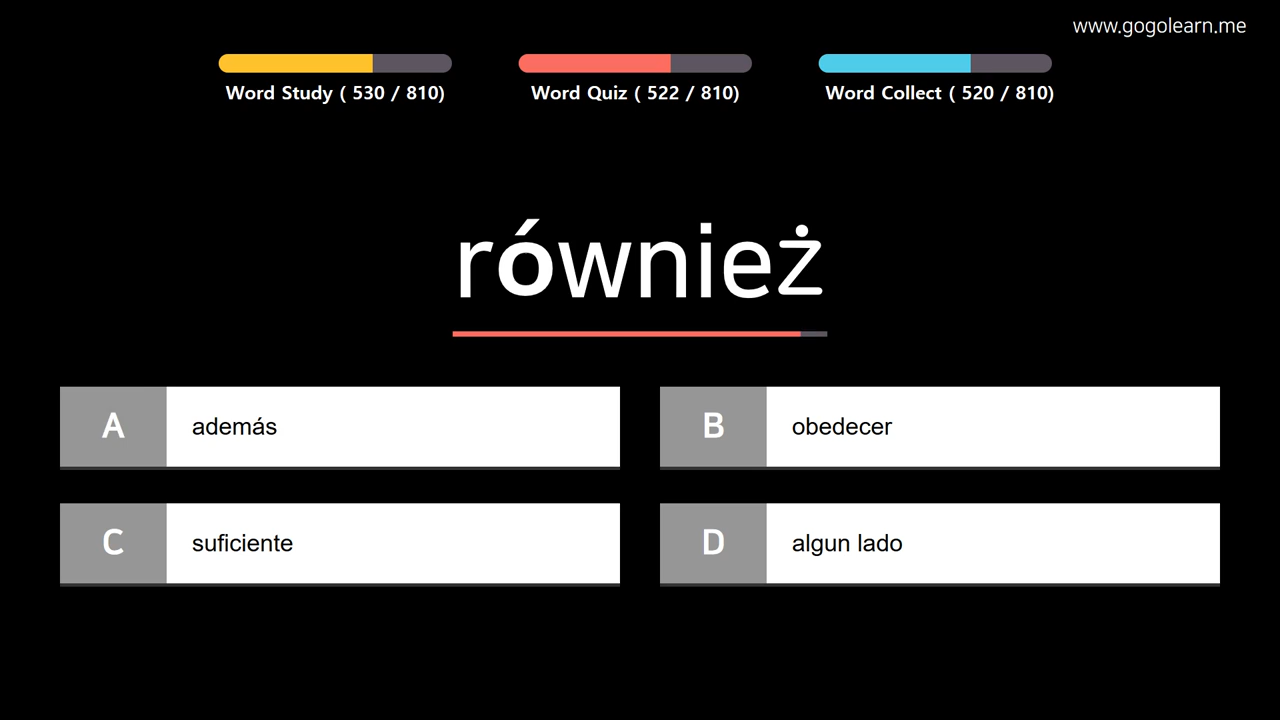 www.gogolearn.me
Word Study ( 530 / 810)
Word Quiz ( 522 / 810)
Word Collect ( 520 / 810)
również
A además
B obedecer
C suficiente
D algun lado